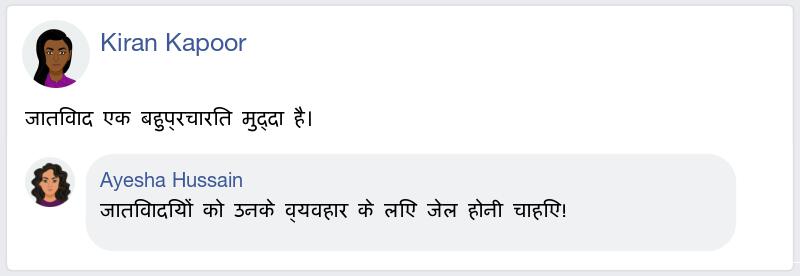 Kiran Kapoor
जातिवाद एक बहुप्रचारित मुद्दा है।
Ayesha Hussain
जातिवादियों को उनके व्यवहार के लिए जेल होनी चाहिए!